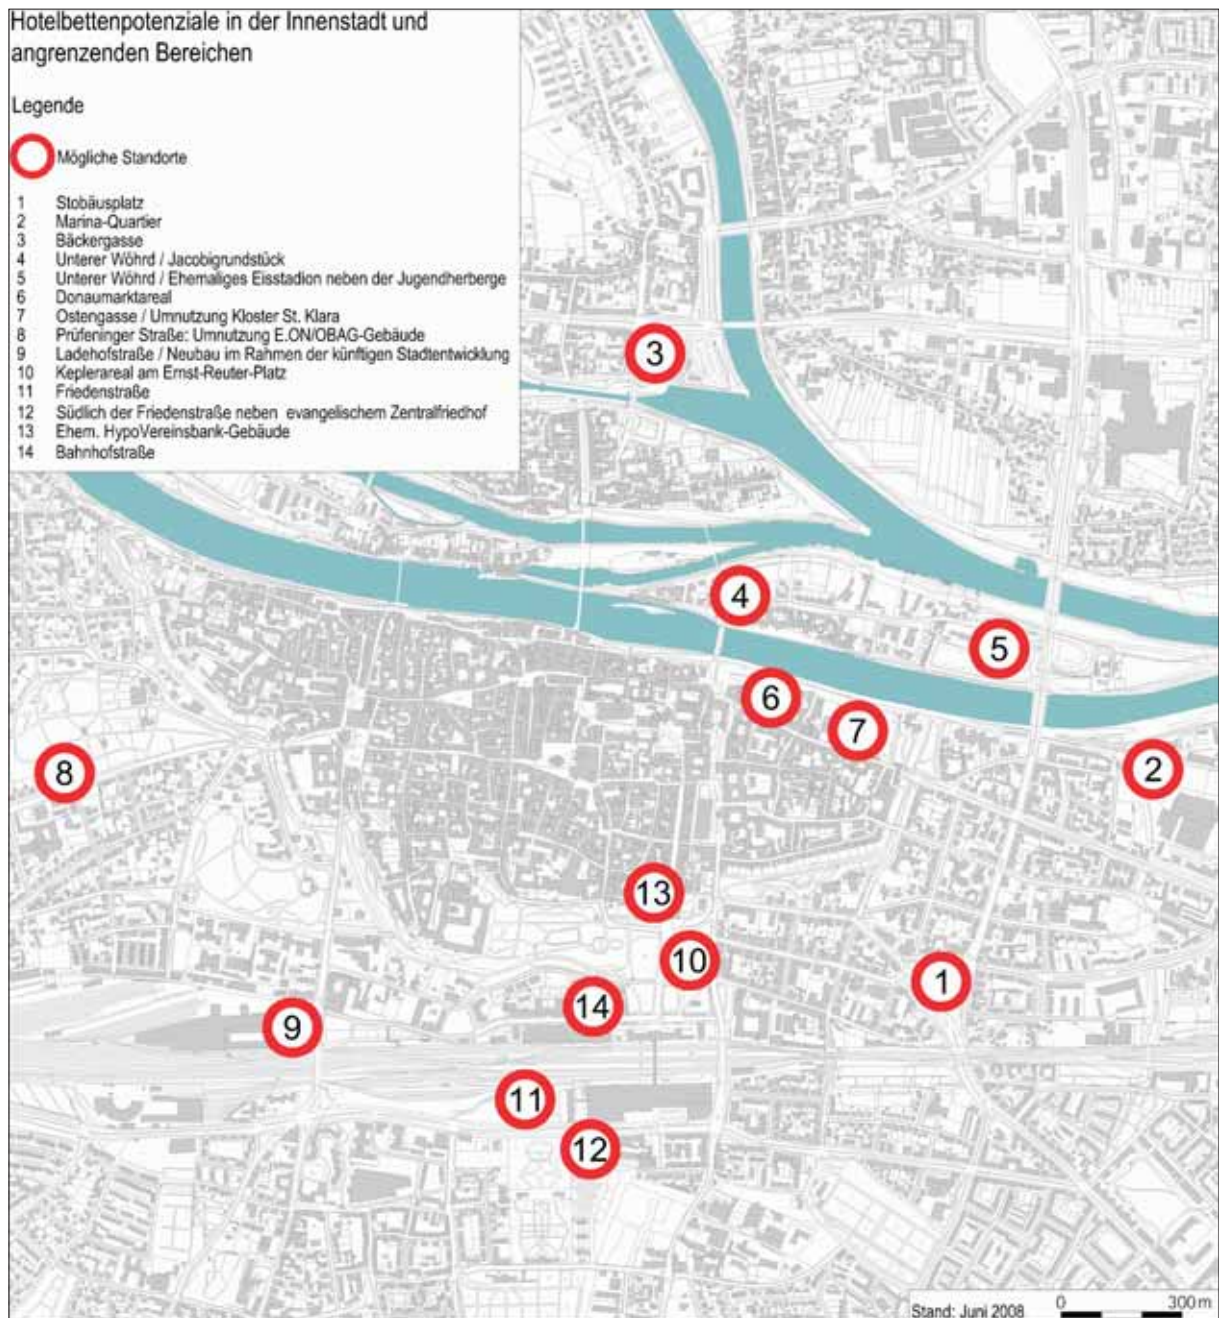 Hotelbettenpotenziale in der Innenstadt und
angrenzenden Bereichen
Legende
Mögliche Standorte
1 Stobäusplatz
2 Marina-Quartier
3 Bäckergasse
4 Unterer Wöhrd / Jacobigrundstück
5 Unterer Wöhrd / Ehemaliges Eisstadion neben der Jugendherberge
6 Donaumarktareal
7 Ostengasse / Umnutzung Kloster St. Klara
8 Prüfeninger Straße: Umnutzung E.ON/OBAG-Gebäude
9 Ladehofstraße / Neubau im Rahmen der künftigen Stadtentwicklung
10 Keplerareal am Ernst-Reuter-Platz
11 Friedenstraße
12 Südlich der Friedenstraße neben evangelischem Zentralfriedhof
13 Ehem. HypoVereinsbank-Gebäude
14 Bahnhofstraße
3
4
5
6
7
8
2
13
10
1
14
9
11
12
Stand: Juni 2008 0 300 m